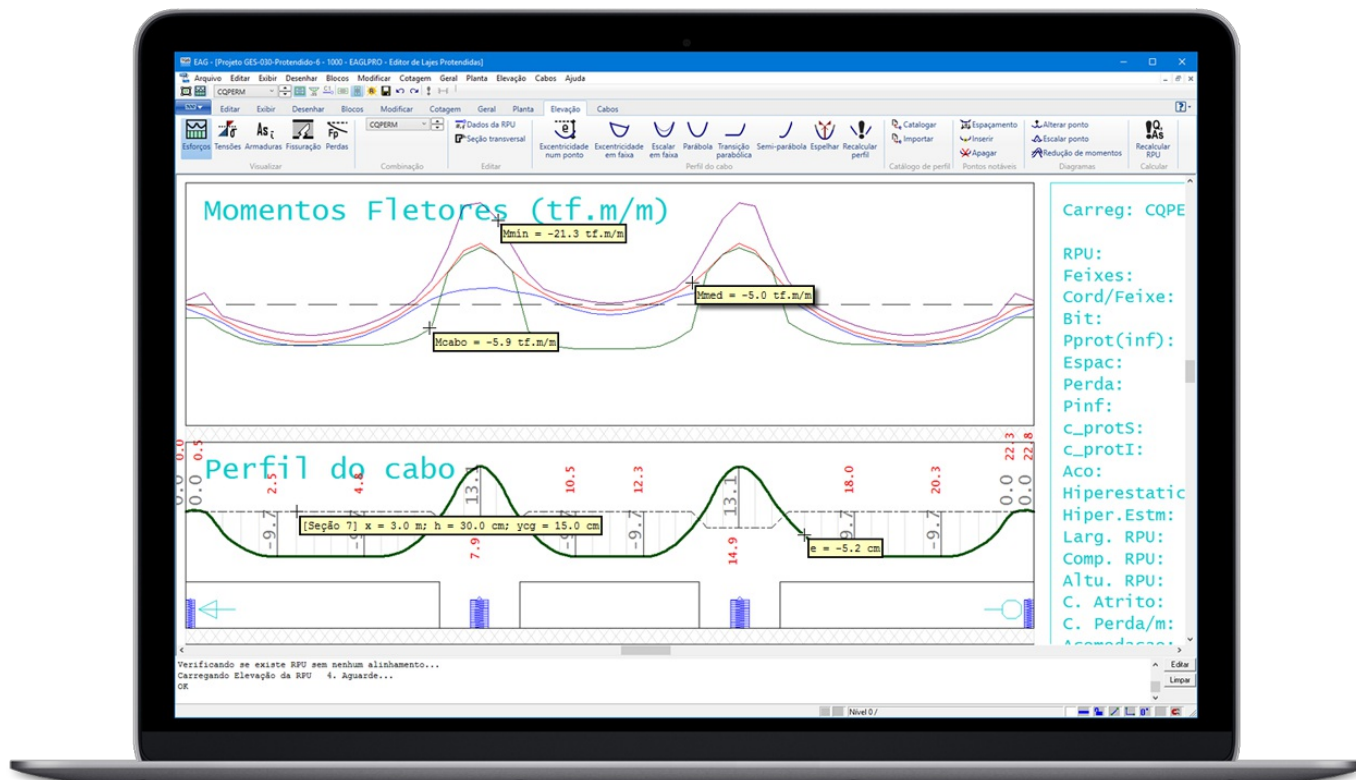 EAG - [Projeto GES-030-Protendido-6 - 1000 - EAGLPRO - Editor de Lajes Protendidas]
Arquivo Editar Exibir Desenhar Blocos Modificar Cotagem Geral Planta Elevação Cabos Ajuda
CQPERM
Editar Exibir Desenhar Blocos Modificar Cotagem Geral Planta Elevação Cabos
Esforços Tensões Armaduras Fissuração Perdas
Visualizar
CQPERM
Combinação
Dados da RPU
Seção transversal
Editar
Excentricidade num ponto
Excentricidade em faixa
Escalar em faixa
Parábola
Transição parabólica
Semi-parábola
Espelhar
Recalcular perfil
Perfil do cabo
Catalogar
Importar
Catálogo de perfil
Espaçamento
Inserir
Apagar
Pontos notáveis
Alterar ponto
Escalar ponto
Redução de momentos
Diagramas
Recalcular RPU
Calcular
Momentos Fletores (tf.m/m)
Mmin = -21.3 tf.m/m
Mmed = -5.0 tf.m/m
Mcabo = -5.9 tf.m/m
Carreg: CQPE
RPU:
Feixes:
Cord/Feixe:
Bit:
Pprot(inf):
Espac:
Perda:
Pinf:
c_protS:
c_protI:
Aco:
Hiperestatic
Hiper.Estm:
Larg. RPU:
Comp. RPU:
Altu. RPU:
C. Atrito:
C. Perda/m:
Acomodacao:
Perfil do cabo
0.0 0.5 2.5 4.8 7.9 10.5 12.3 14.9 18.0 20.3 22.3 22.8
0.0 0.0 -9.7 -9.7 13.1 -9.7 -9.7 13.1 -9.7 -9.7 0.0 0.0
[Seção 7] x = 3.0 m; h = 30.0 cm; ycg = 15.0 cm
e = -5.2 cm
Verificando se existe RPU sem nenhum alinhamento...
Carregando Elevação da RPU 4. Aguarde...
OK
Editar
Limpar
Nível 0 /